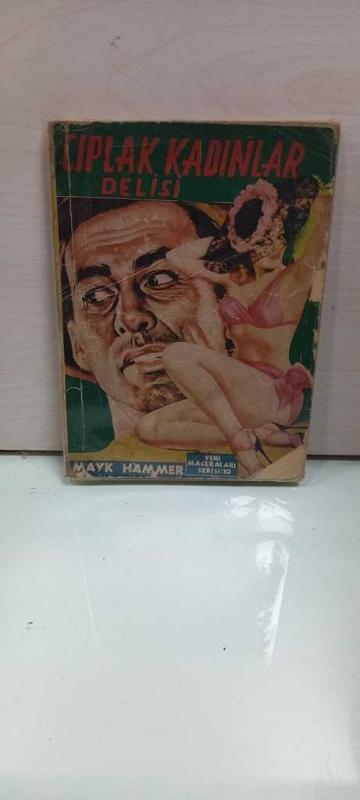 ÇIPLAK KADINLAR
DELİSİ
MAYK HAMMER
YENİ
MACERALARI
SERİSİ:10